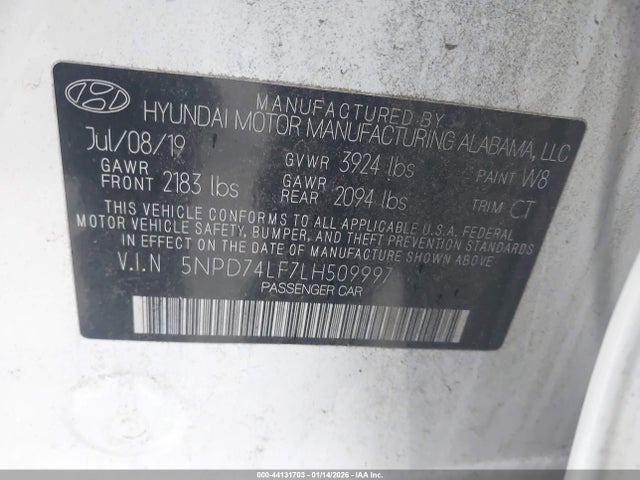 MANUFACTURED BY
HYUNDAI MOTOR MANUFACTURING ALABAMA, LLC
Jul/08/19 GVWR 3924 lbs PAINT W8
GAWR FRONT 2183 lbs GAWR REAR 2094 lbs TRIM CT
THIS VEHICLE CONFORMS TO ALL APPLICABLE U.S.A. FEDERAL
MOTOR VEHICLE SAFETY, BUMPER, AND THEFT PREVENTION STANDARDS
IN EFFECT ON THE DATE OF MANUFACTURE SHOWN ABOVE.
V.I.N 5NPD74LF7LH509997
PASSENGER CAR
000-44131703 - 01/14/2026 - IAAI.COM